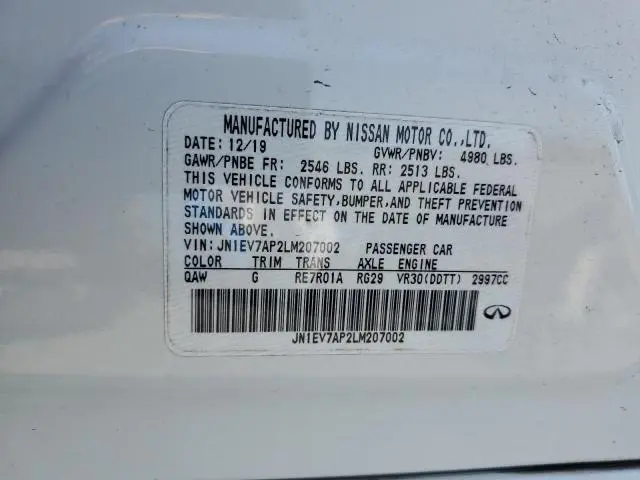 MANUFACTURED BY NISSAN MOTOR CO.,LTD.
DATE: 12/19 GVWR/PNBV: 4980 LBS.
GAWR/PNBE FR: 2546 LBS. RR: 2513 LBS.
THIS VEHICLE CONFORMS TO ALL APPLICABLE FEDERAL
MOTOR VEHICLE SAFETY,BUMPER,AND THEFT PREVENTION
STANDARDS IN EFFECT ON THE DATE OF MANUFACTURE
SHOWN ABOVE.
VIN: JN1EV7AP2LM207002 PASSENGER CAR
COLOR TRIM TRANS AXLE ENGINE
QAW G RE7R01A RG29 VR30(DDTT) 2997CC
JN1EV7AP2LM207002